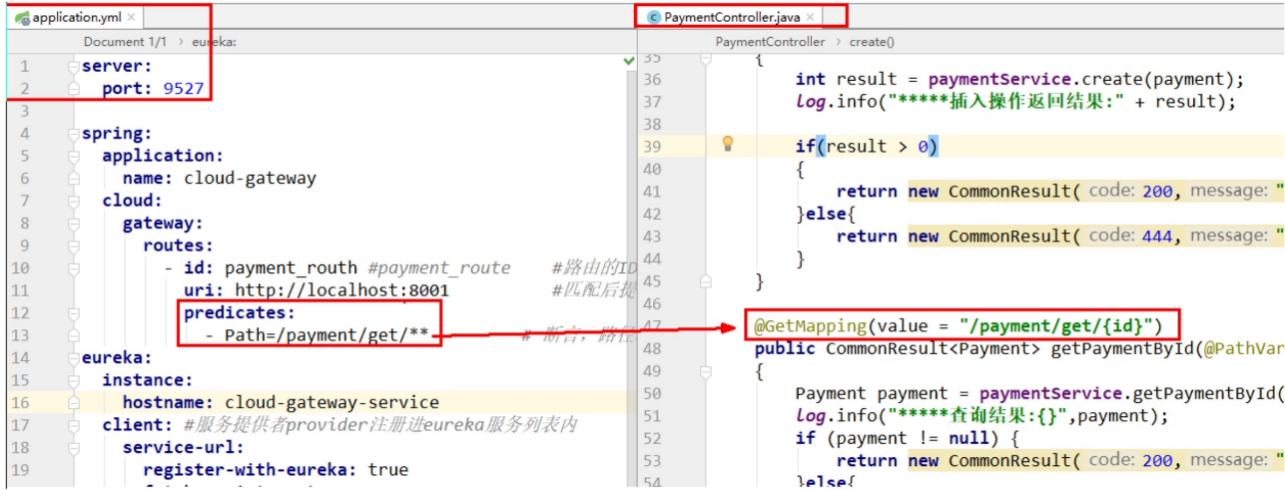 application.yml
Document 1/1 › eureka:
1 server:
2 port: 9527
3
4 spring:
5 application:
6 name: cloud-gateway
7 cloud:
8 gateway:
9 routes:
10 - id: payment_routh #payment_route #路由的ID
11 uri: http://localhost:8001 #匹配后提
12 predicates:
13 - Path=/payment/get/** # 断言，路径
14 eureka:
15 instance:
16 hostname: cloud-gateway-service
17 client: #服务提供者provider注册进eureka服务列表内
18 service-url:
19 register-with-eureka: true
PaymentController.java
PaymentController › create()
35 {
36 int result = paymentService.create(payment);
37 log.info("*****插入操作返回结果:" + result);
38
39 if(result > 0)
40 {
41 return new CommonResult( code: 200, message: "
42 }else{
43 return new CommonResult( code: 444, message: "
44 }
45 }
46
47 @GetMapping(value = "/payment/get/{id}")
48 public CommonResult<Payment> getPaymentById(@PathVar
49 {
50 Payment payment = paymentService.getPaymentById(
51 log.info("*****查询结果:{}",payment);
52 if (payment != null) {
53 return new CommonResult( code: 200, message: "
54 }else{